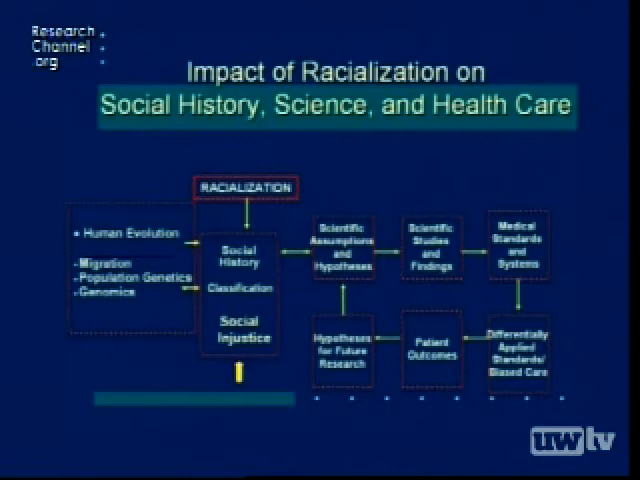 Research
Channel
.org
Impact of Racialization on
Social History, Science, and Health Care
RACIALIZATION
• Human Evolution
-Migration
-Population Genetics
-Genomics
Social
History
Classification
Social
Injustice
Scientific
Assumptions
and
Hypotheses
Scientific
Studies
and
Findings
Medical
Standards
and
Systems
Hypotheses
for Future
Research
Patient
Outcomes
Differentially
Applied
Standards/
Biased Care
uwtv